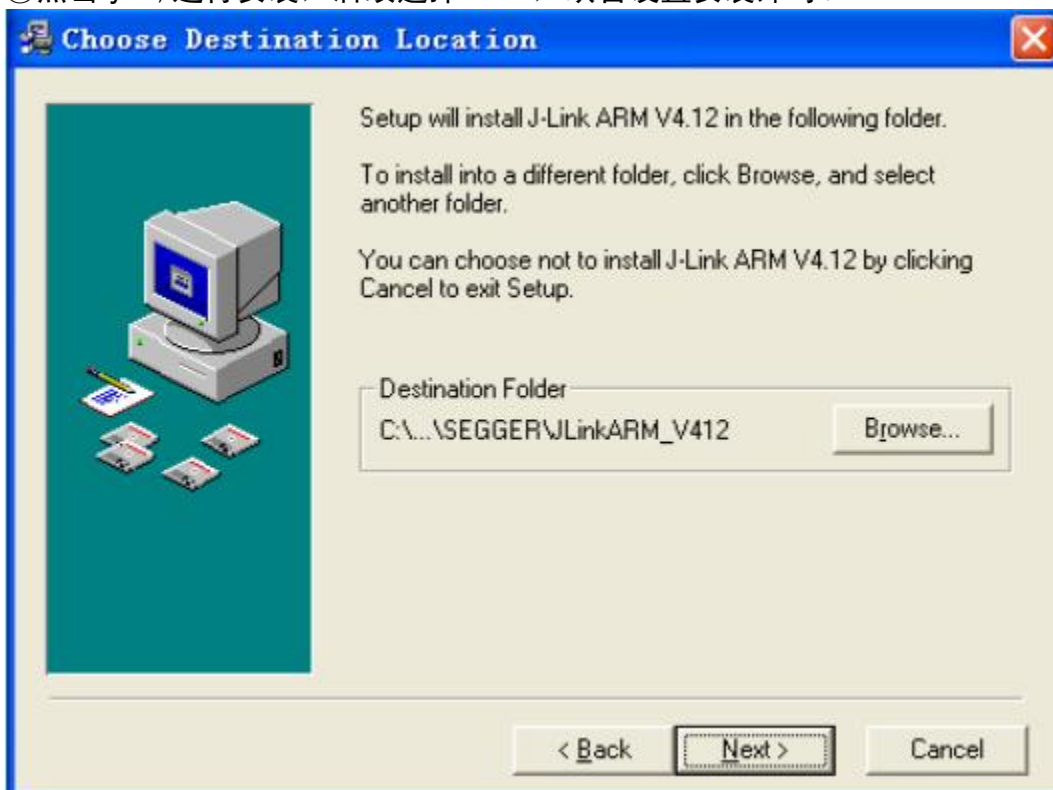 Choose Destination Location
Setup will install J-Link ARM V4.12 in the following folder.
To install into a different folder, click Browse, and select
another folder.
You can choose not to install J-Link ARM V4.12 by clicking
Cancel to exit Setup.
Destination Folder
C:\...\SEGGER\JLinkARM_V412
Browse...
< Back
Next >
Cancel